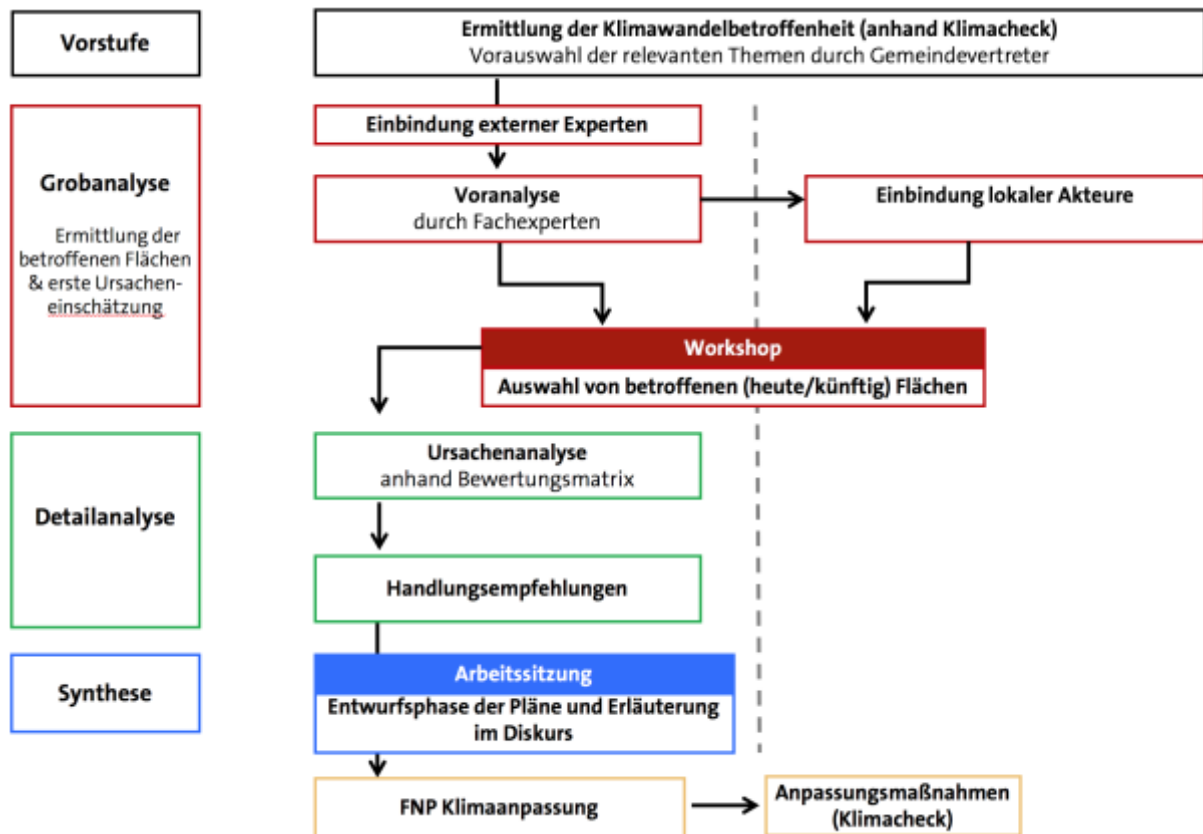 Vorstufe
Ermittlung der Klimawandelbetroffenheit (anhand Klimacheck)
Vorauswahl der relevanten Themen durch Gemeindevertreter
Einbindung externer Experten
Grobanalyse
Ermittlung der
betroffenen Flächen
& erste Ursachen-
einschätzung
Voranalyse
durch Fachexperten
Einbindung lokaler Akteure
Workshop
Auswahl von betroffenen (heute/künftig) Flächen
Detailanalyse
Ursachenanalyse
anhand Bewertungsmatrix
Handlungsempfehlungen
Synthese
Arbeitssitzung
Entwurfsphase der Pläne und Erläuterung
im Diskurs
FNP Klimaanpassung
Anpassungsmaßnahmen
(Klimacheck)